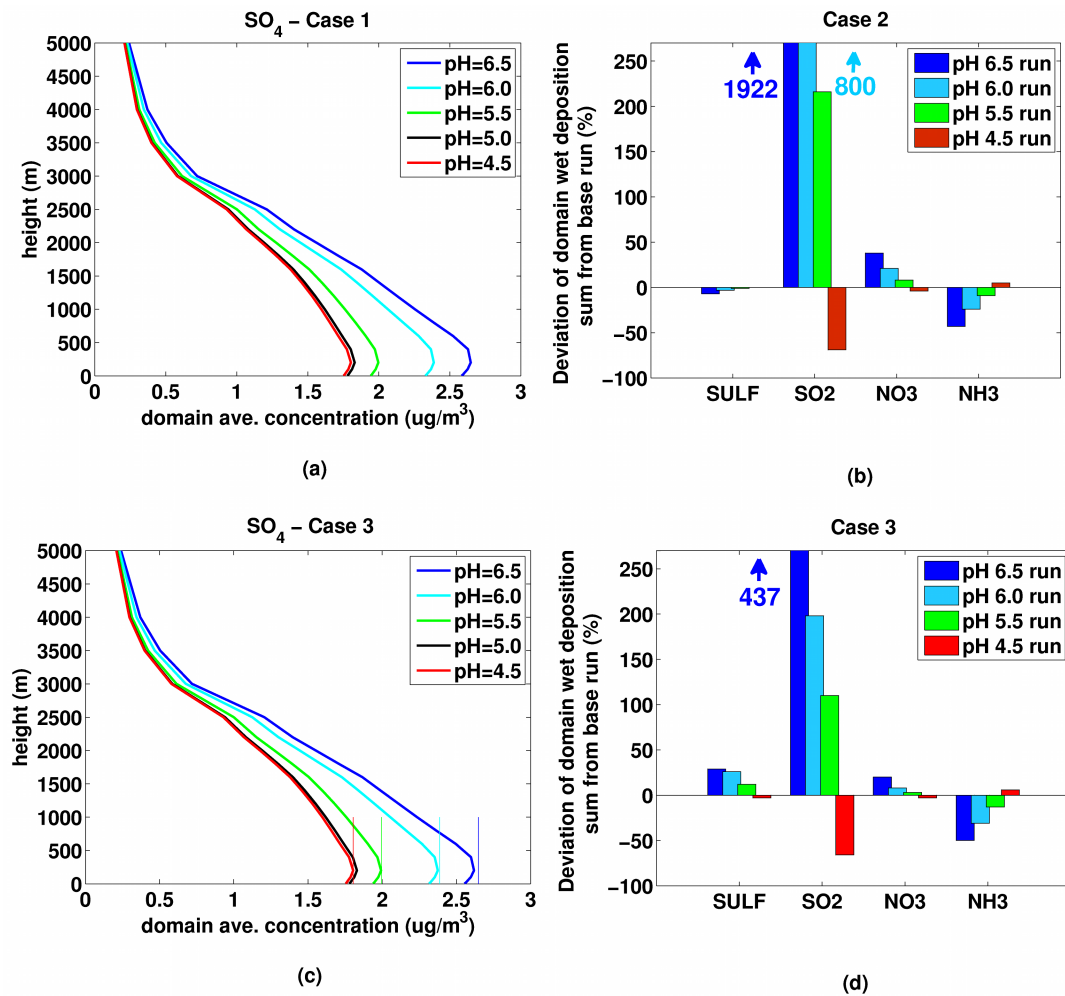 SO4 – Case 1
5000
4500
4000
3500
3000
2500
2000
1500
1000
500
0
height (m)
pH=6.5
pH=6.0
pH=5.5
pH=5.0
pH=4.5
0 0.5 1 1.5 2 2.5 3
domain ave. concentration (ug/m3)
(a)
Case 2
250
200
150
100
50
0
−50
−100
Deviation of domain wet deposition
sum from base run (%)
1922
800
pH 6.5 run
pH 6.0 run
pH 5.5 run
pH 4.5 run
SULF SO2 NO3 NH3
(b)
SO4 – Case 3
5000
4500
4000
3500
3000
2500
2000
1500
1000
500
0
height (m)
pH=6.5
pH=6.0
pH=5.5
pH=5.0
pH=4.5
0 0.5 1 1.5 2 2.5 3
domain ave. concentration (ug/m3)
(c)
Case 3
250
200
150
100
50
0
−50
−100
Deviation of domain wet deposition
sum from base run (%)
437
pH 6.5 run
pH 6.0 run
pH 5.5 run
pH 4.5 run
SULF SO2 NO3 NH3
(d)